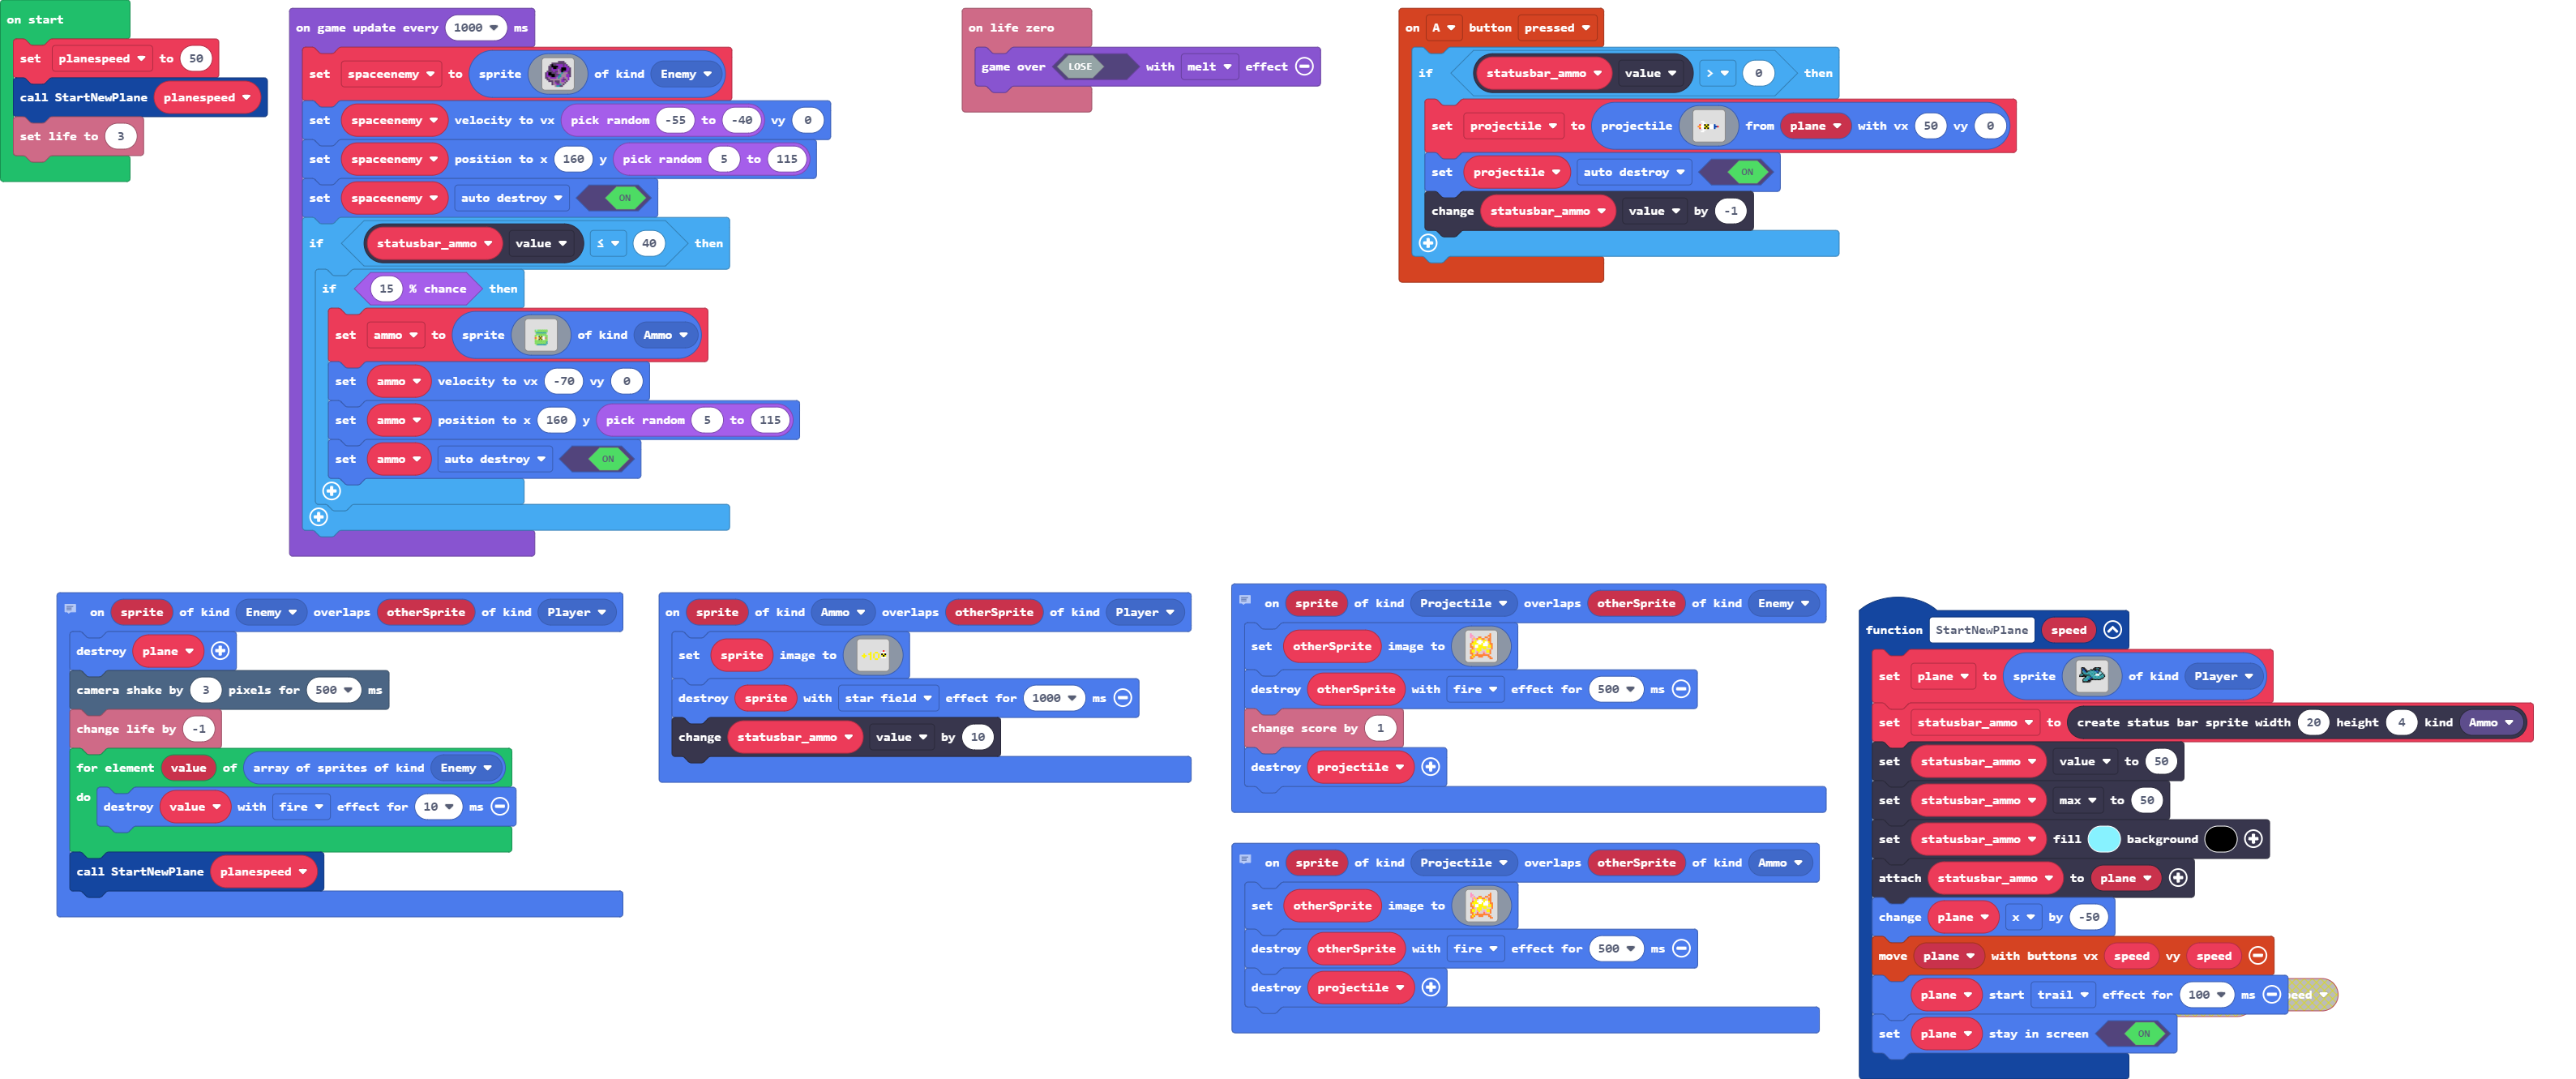 on start
set planespeed to 50
call StartNewPlane planespeed
set life to 3
on game update every 1000 ms
set spaceenemy to sprite of kind Enemy
set spaceenemy velocity to vx pick random -55 to -40 vy 0
set spaceenemy position to x 160 y pick random 5 to 115
set spaceenemy auto destroy ON
if statusbar_ammo value ≤ 40 then
if 15 % chance then
set ammo to sprite of kind Ammo
set ammo velocity to vx -70 vy 0
set ammo position to x 160 y pick random 5 to 115
set ammo auto destroy ON
on life zero
game over LOSE with melt effect
on A button pressed
if statusbar_ammo value > 0 then
set projectile to projectile from plane with vx 50 vy 0
set projectile auto destroy ON
change statusbar_ammo value by -1
on sprite of kind Enemy overlaps otherSprite of kind Player
destroy plane
camera shake by 3 pixels for 500 ms
change life by -1
for element value of array of sprites of kind Enemy
do destroy value with fire effect for 10 ms
call StartNewPlane planespeed
on sprite of kind Ammo overlaps otherSprite of kind Player
set sprite image to
destroy sprite with star field effect for 1000 ms
change statusbar_ammo value by 10
on sprite of kind Projectile overlaps otherSprite of kind Enemy
set otherSprite image to
destroy otherSprite with fire effect for 500 ms
change score by 1
destroy projectile
on sprite of kind Projectile overlaps otherSprite of kind Ammo
set otherSprite image to
destroy otherSprite with fire effect for 500 ms
destroy projectile
function StartNewPlane speed
set plane to sprite of kind Player
set statusbar_ammo to create status bar sprite width 20 height 4 kind Ammo
set statusbar_ammo value to 50
set statusbar_ammo max to 50
set statusbar_ammo fill background
attach statusbar_ammo to plane
change plane x by -50
move plane with buttons vx speed vy speed
plane start trail effect for 100 ms
set plane stay in screen ON